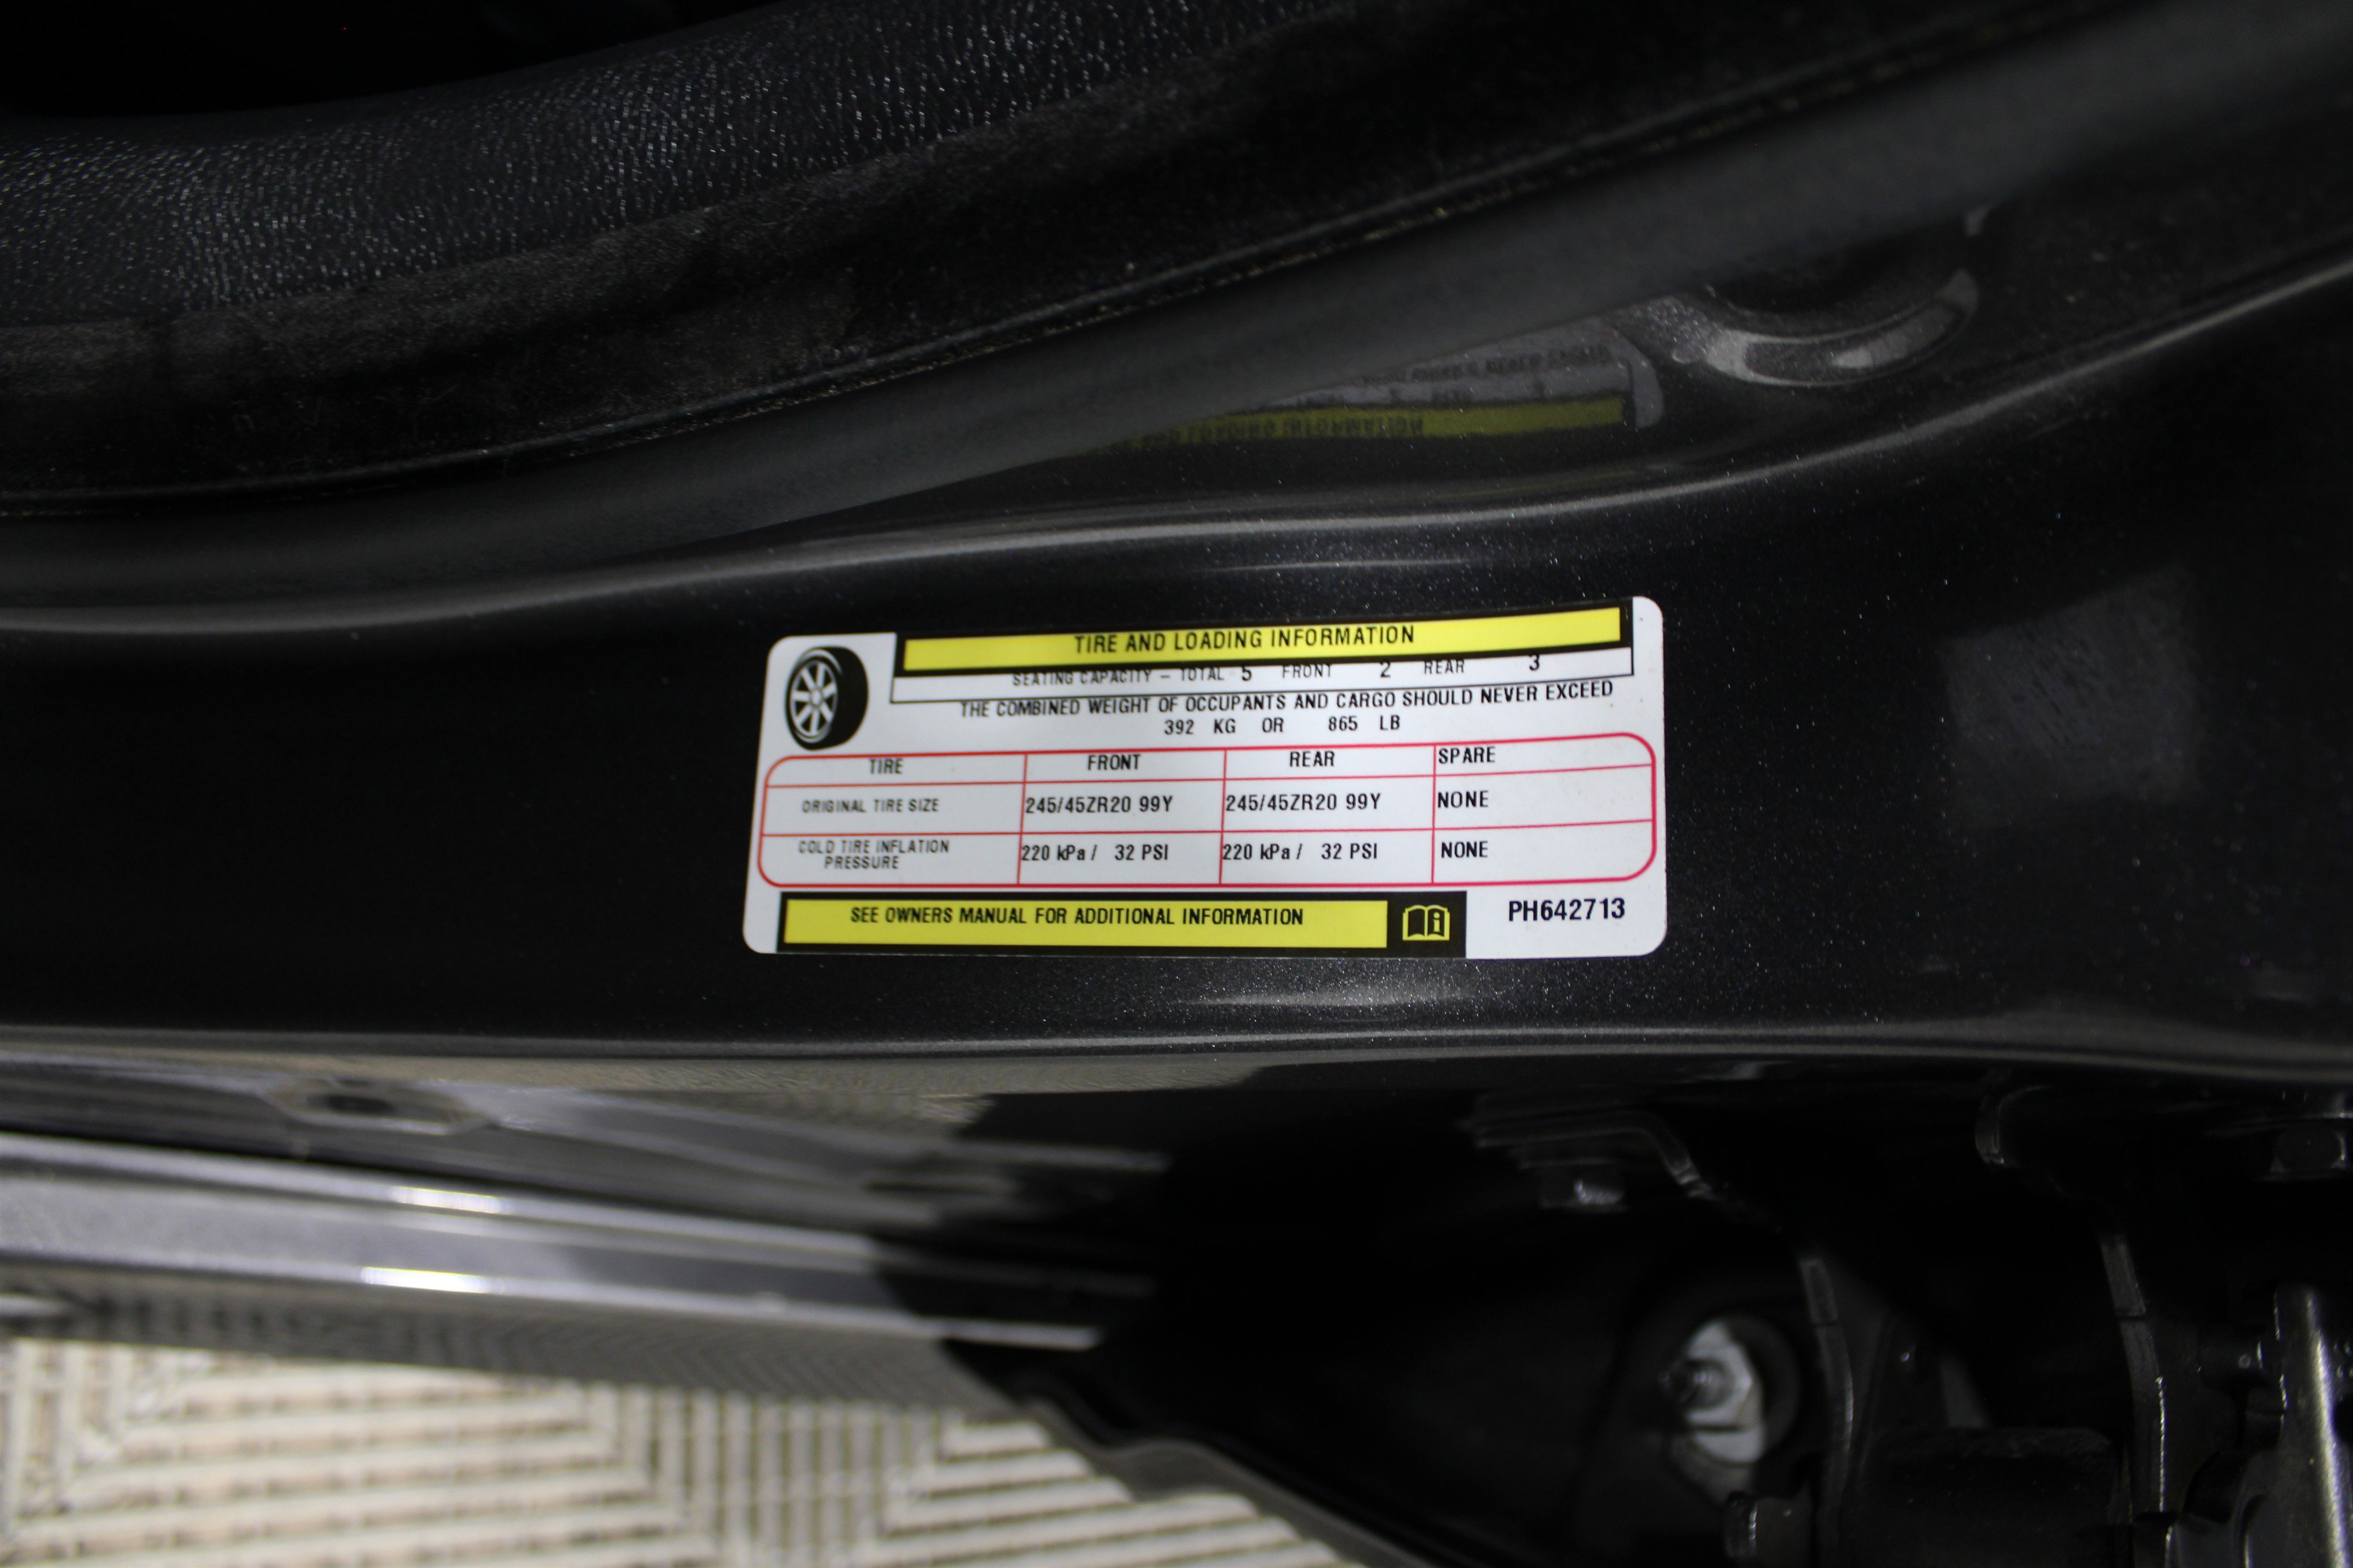 TIRE AND LOADING INFORMATION
SEATING CAPACITY – TOTAL 5 FRONT 2 REAR 3
THE COMBINED WEIGHT OF OCCUPANTS AND CARGO SHOULD NEVER EXCEED
392 KG OR 865 LB
TIRE FRONT REAR SPARE
ORIGINAL TIRE SIZE 245/45ZR20 99Y 245/45ZR20 99Y NONE
COLD TIRE INFLATION
PRESSURE 220 kPa / 32 PSI 220 kPa / 32 PSI NONE
SEE OWNERS MANUAL FOR ADDITIONAL INFORMATION
PH642713